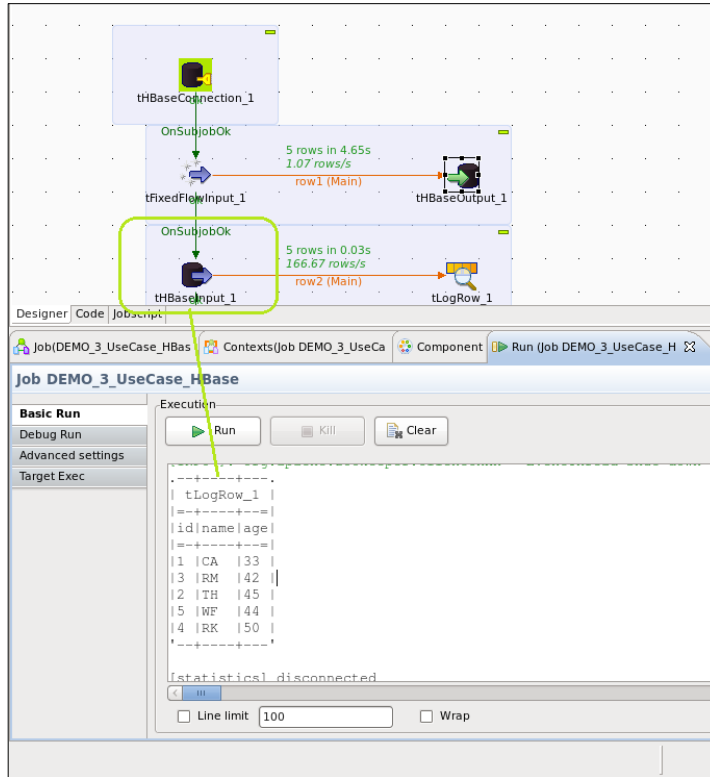 tHBaseConnection_1
OnSubjobOk
5 rows in 4.65s
1.07 rows/s
row1 (Main)
tFixedFlowInput_1
tHBaseOutput_1
OnSubjobOk
5 rows in 0.03s
166.67 rows/s
row2 (Main)
tHBaseInput_1
tLogRow_1
Designer Code Jobscript
Job(DEMO_3_UseCase_HBas Contexts(Job DEMO_3_UseCa Component Run (Job DEMO_3_UseCase_H
Job DEMO_3_UseCase_HBase
Basic Run
Debug Run
Advanced settings
Target Exec
Execution
Run Kill Clear
.--+----+---.
| tLogRow_1 |
|=-+----+--=|
|id|name|age|
|=-+----+--=|
|1 |CA |33 |
|3 |RM |42 |
|2 |TH |45 |
|5 |WF |44 |
|4 |RK |50 |
'--+----+---'
[statistics] disconnected
Line limit 100 Wrap